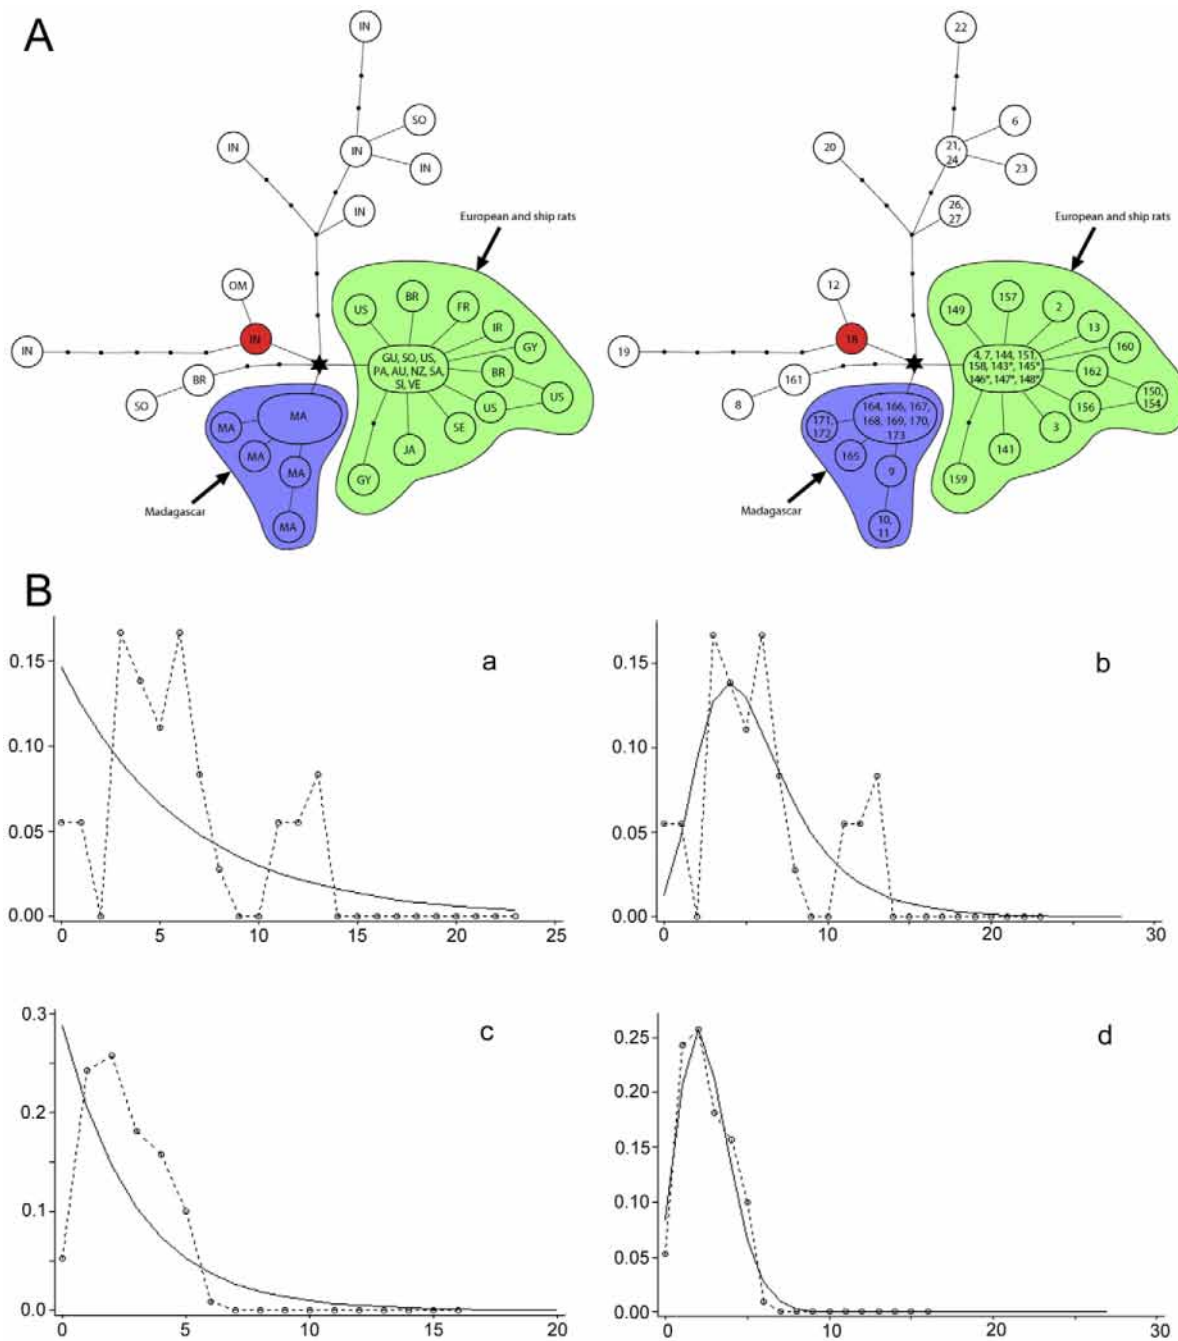 A
IN
SO
IN
IN
IN
IN
OM
IN
IN
BR
SO
European and ship rats
US
BR
FR
IR
GY
GU, SO, US,
PA, AU, NZ, SA,
SI, VE
BR
US
US
SE
JA
GY
MA
MA
MA
MA
MA
Madagascar
22
6
21,
24
23
20
26,
27
12
18
19
161
8
European and ship rats
149
157
2
13
160
4, 7, 144, 151,
158, 143*, 145*,
146*, 147*, 148*
162
150,
154
156
3
141
159
164, 166, 167,
168, 169, 170,
173
171,
172
165
9
10,
11
Madagascar
B
a
0.15
0.10
0.05
0.00
0 5 10 15 20 25
b
0.15
0.10
0.05
0.00
0 10 20 30
c
0.3
0.2
0.1
0.0
0 5 10 15 20
d
0.25
0.20
0.15
0.10
0.05
0.00
0 10 20 30